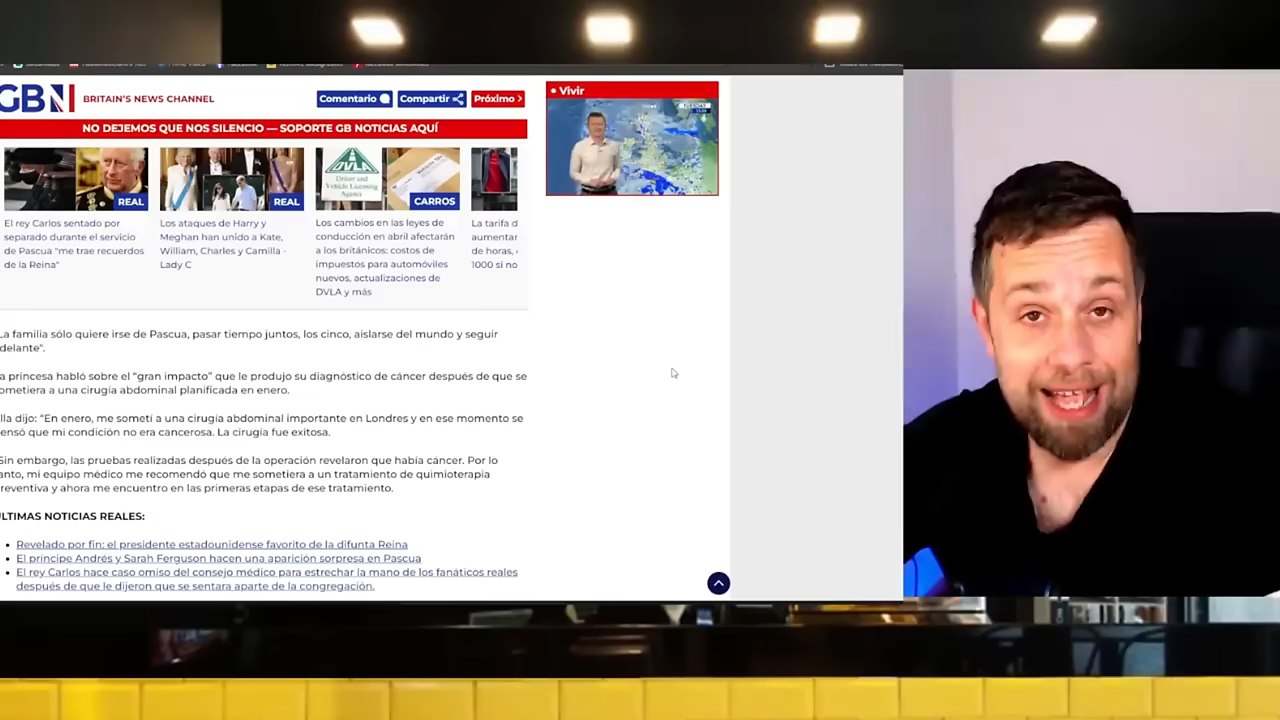 GBN
BRITAIN'S NEWS CHANNEL
Comentario
Compartir
Próximo
NO DEJEMOS QUE NOS SILENCIO — SOPORTE GB NOTICIAS AQUÍ
REAL
El rey Carlos sentado por
separado durante el servicio
de Pascua "me trae recuerdos
de la Reina"
REAL
Los ataques de Harry y
Meghan han unido a Kate,
William, Charles y Camilla -
Lady C
DVLA
Driver and
Vehicle Licensing
Agency
CARROS
Los cambios en las leyes de
conducción en abril afectarán
a los británicos: costos de
impuestos para automóviles
nuevos, actualizaciones de
DVLA y más
La tarifa d
aumentar
de horas,
1000 si no
Vivir
La familia sólo quiere irse de Pascua, pasar tiempo juntos, los cinco, aislarse del mundo y seguir
delante".
a princesa habló sobre el "gran impacto" que le produjo su diagnóstico de cáncer después de que se
ometiera a una cirugía abdominal planificada en enero.
lla dijo: "En enero, me sometí a una cirugía abdominal importante en Londres y en ese momento se
ensó que mi condición no era cancerosa. La cirugía fue exitosa.
Sin embargo, las pruebas realizadas después de la operación revelaron que había cáncer. Por lo
anto, mi equipo médico me recomendó que me sometiera a un tratamiento de quimioterapia
reventiva y ahora me encuentro en las primeras etapas de ese tratamiento.
LTIMAS NOTICIAS REALES:
Revelado por fin: el presidente estadounidense favorito de la difunta Reina
El príncipe Andrés y Sarah Ferguson hacen una aparición sorpresa en Pascua
El rey Carlos hace caso omiso del consejo médico para estrechar la mano de los fanáticos reales
después de que le dijeron que se sentara aparte de la congregación.